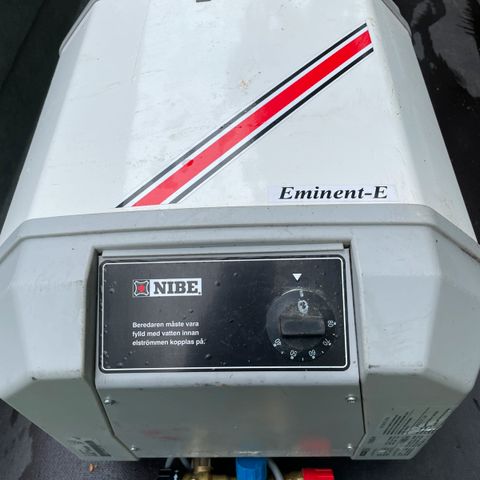 Eminent-E
NIBE
Beredaren måste vara
fylld med vatten innan
elströmmen kopplas på.